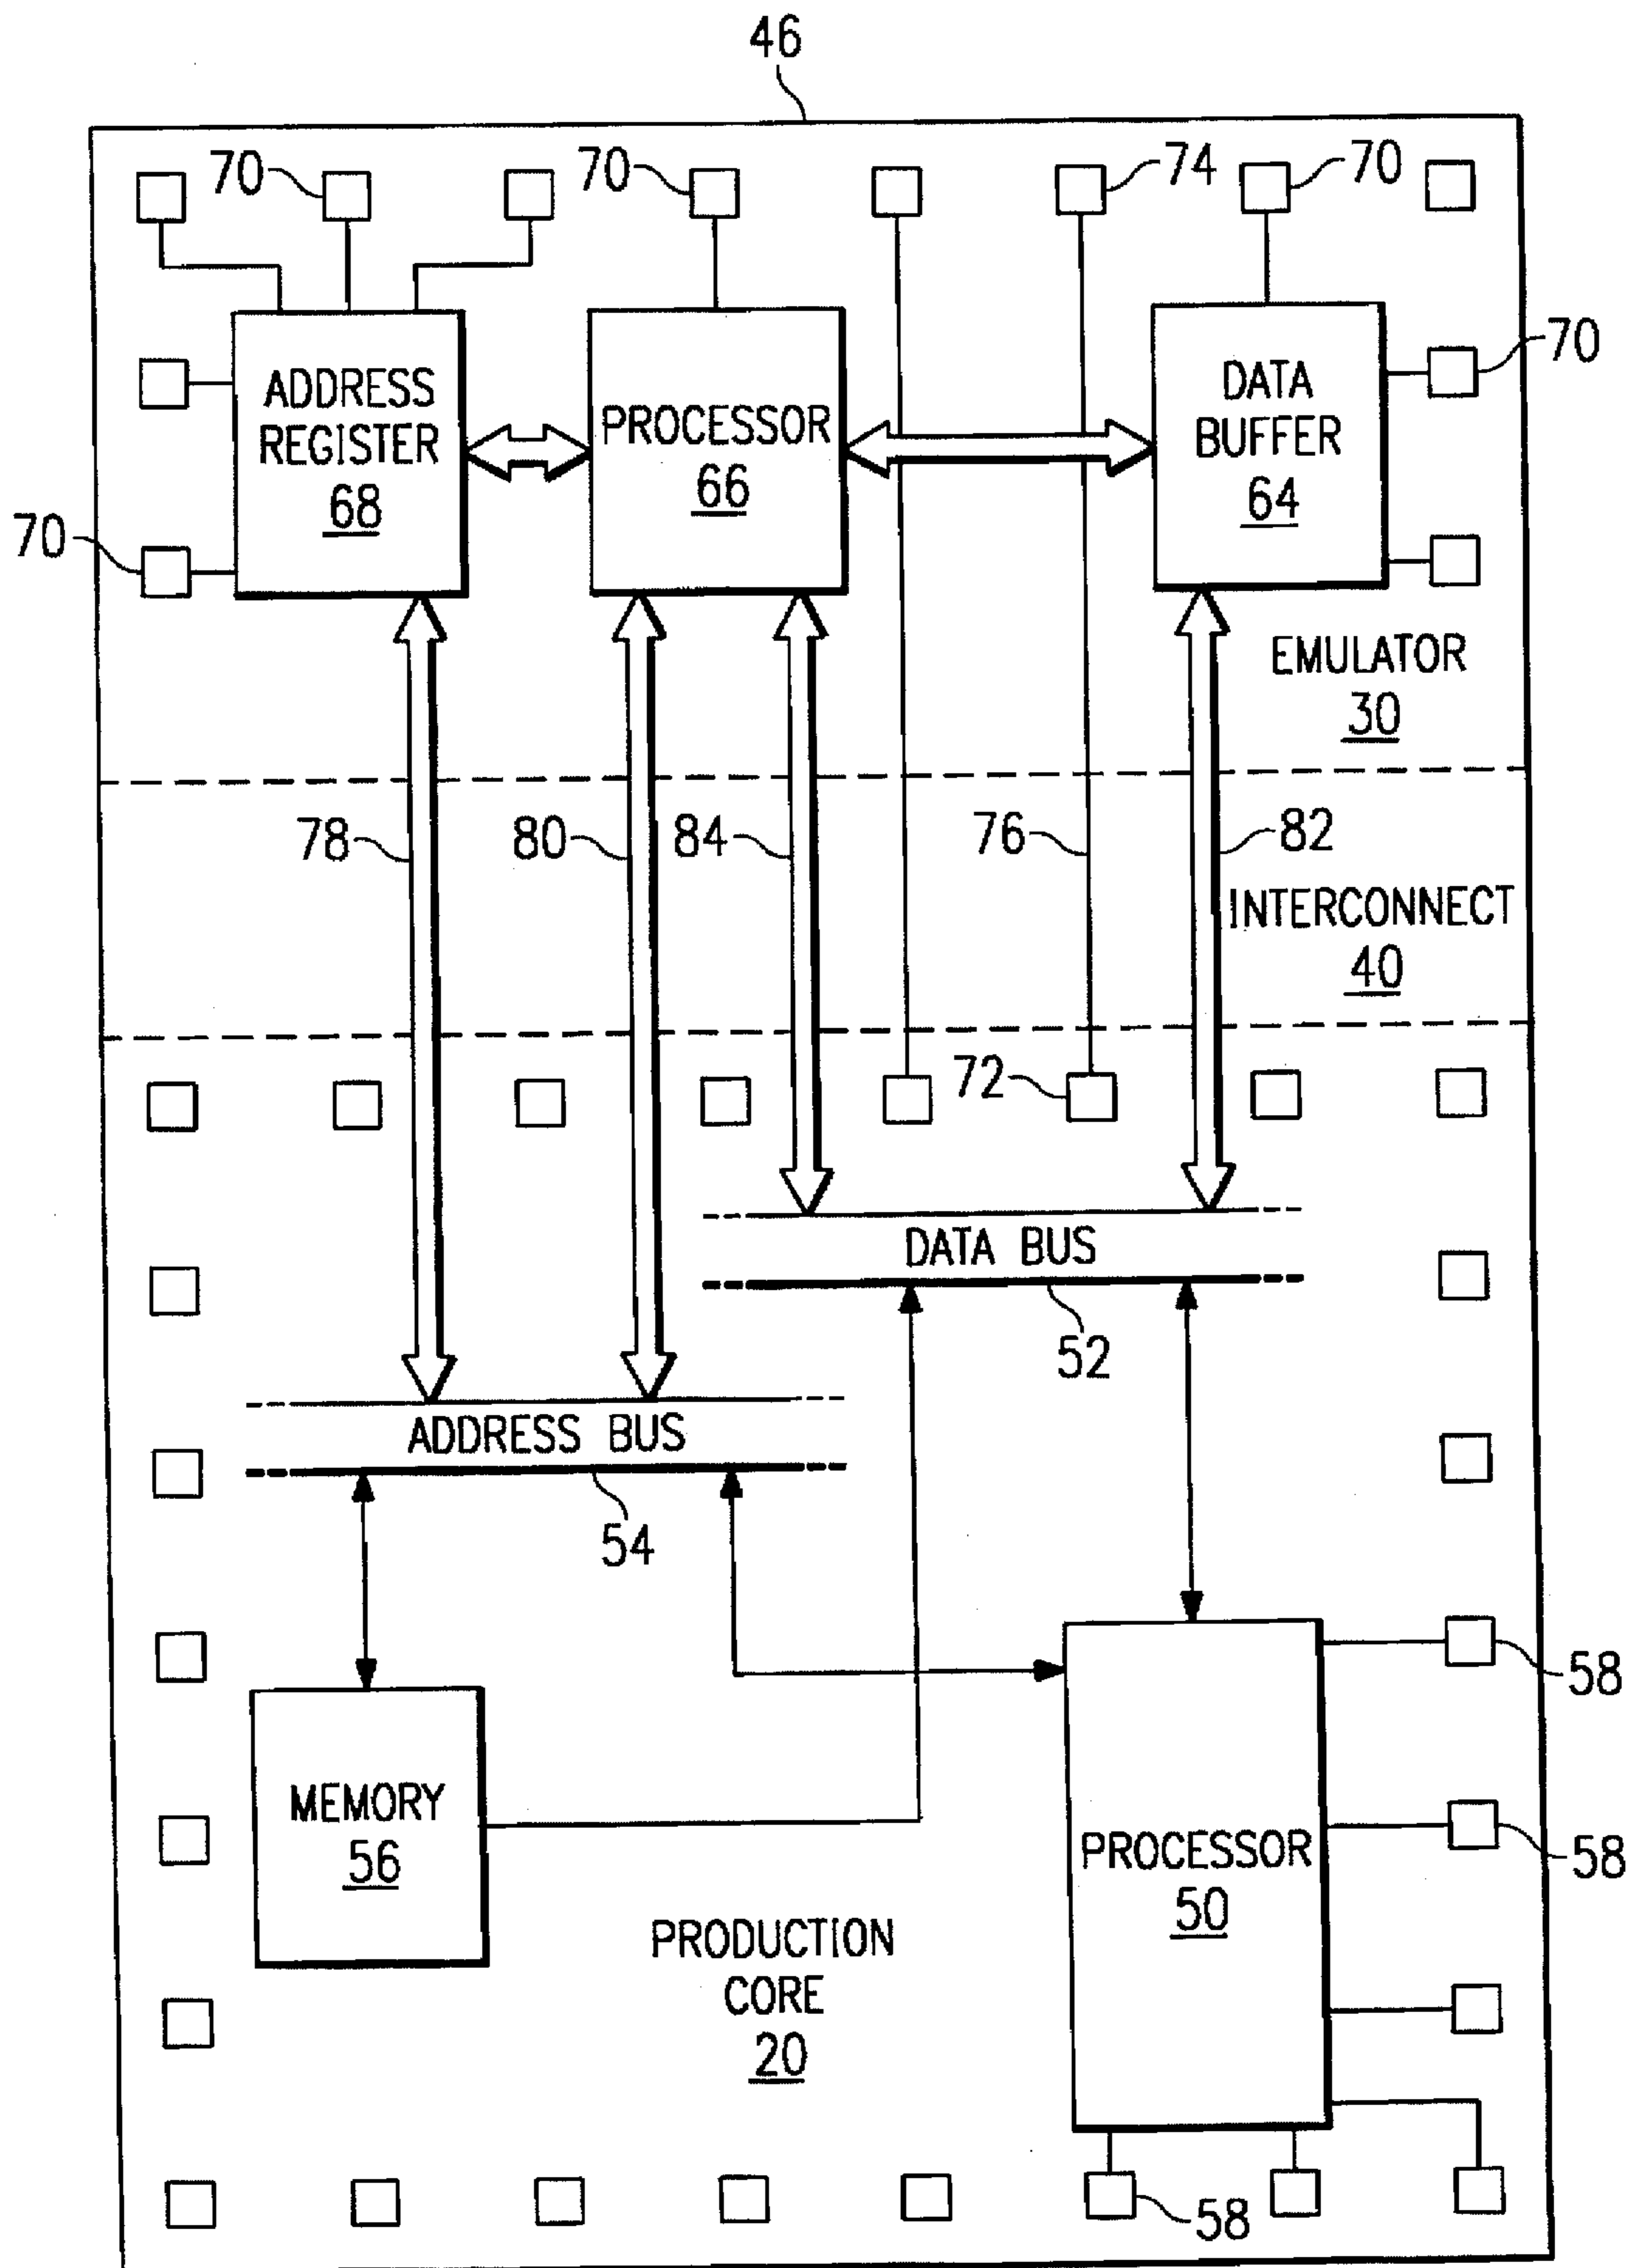 46
70
70
74
70
ADDRESS
REGISTER
68
PROCESSOR
66
DATA
BUFFER
64
70
70
EMULATOR
30
78
80
84
76
82
INTERCONNECT
40
72
DATA BUS
52
ADDRESS BUS
54
58
MEMORY
56
PROCESSOR
50
58
PRODUCTION
CORE
20
58